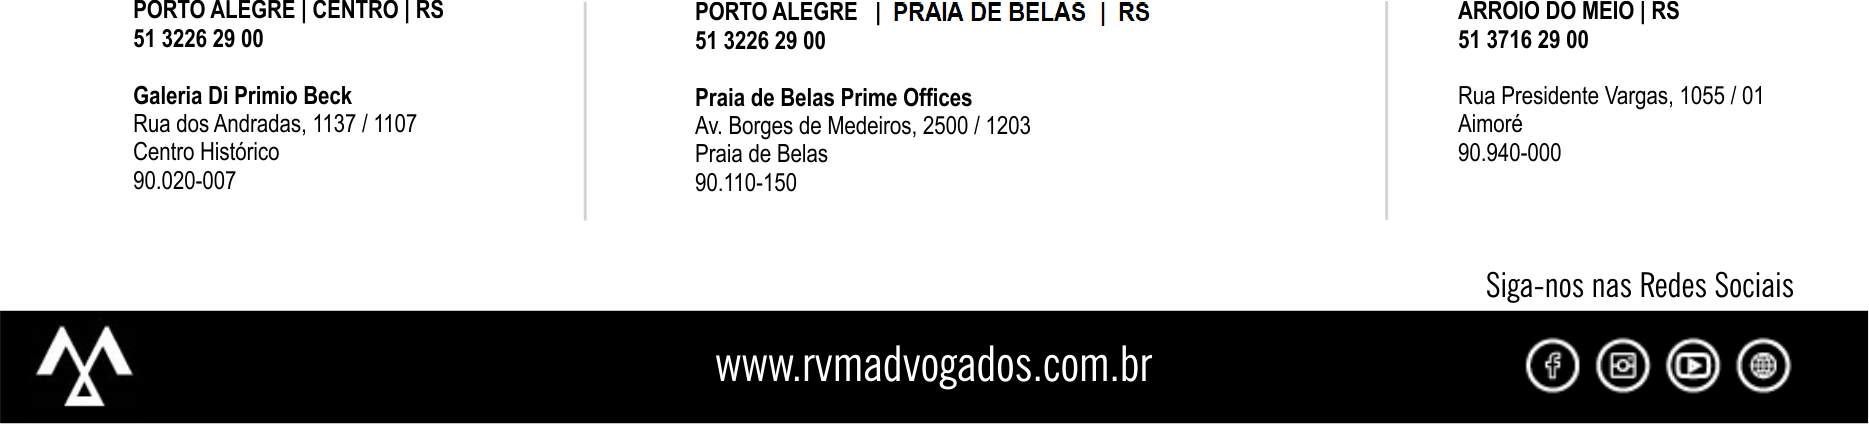 PORTO ALEGRE | CENTRO | RS
51 3226 29 00
Galeria Di Primio Beck
Rua dos Andradas, 1137 / 1107
Centro Histórico
90.020-007
PORTO ALEGRE | PRAIA DE BELAS | RS
51 3226 29 00
Praia de Belas Prime Offices
Av. Borges de Medeiros, 2500 / 1203
Praia de Belas
90.110-150
ARROIO DO MEIO | RS
51 3716 29 00
Rua Presidente Vargas, 1055 / 01
Aimoré
90.940-000
Siga-nos nas Redes Sociais
www.rvmadvogados.com.br